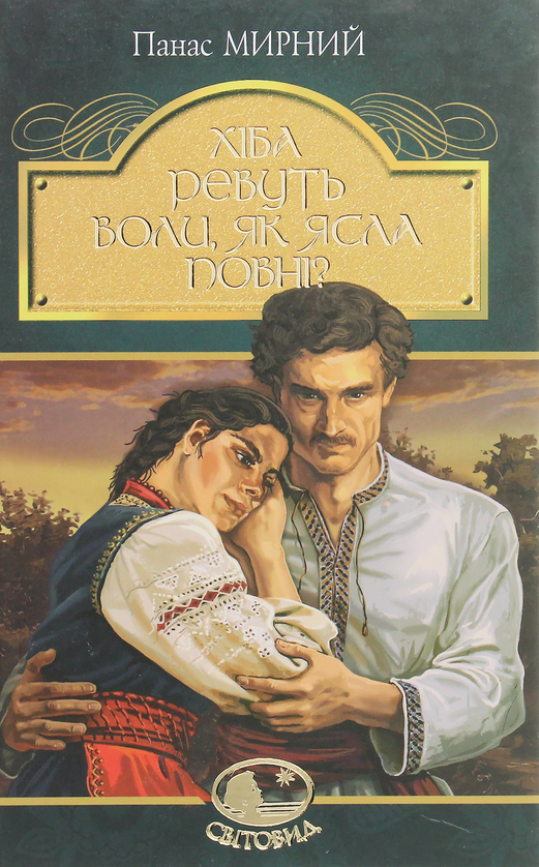 Панас МИРНИЙ
ХІБА
РЕВУТЬ
ВОЛИ, ЯК ЯСЛА
ПОВНІ?
СВІТОВИД